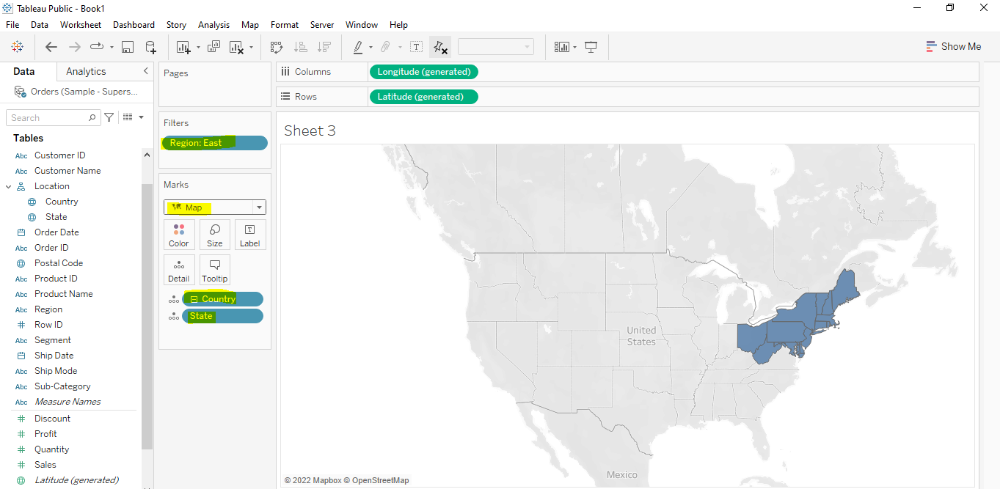 Tableau Public - Book1
File Data Worksheet Dashboard Story Analysis Map Format Server Window Help
Show Me
Data Analytics
Orders (Sample - Supers...
Search
Tables
Abc Customer ID
Abc Customer Name
Location
Country
State
Order Date
Abc Order ID
Postal Code
Abc Product ID
Abc Product Name
Abc Region
# Row ID
Abc Segment
Ship Date
Abc Ship Mode
Abc Sub-Category
Abc Measure Names
# Discount
# Profit
# Quantity
# Sales
Latitude (generated)
Pages
Filters
Region: East
Marks
Map
Color Size Label
Detail Tooltip
Country
State
Columns Longitude (generated)
Rows Latitude (generated)
Sheet 3
United
States
Mexico
© 2022 Mapbox © OpenStreetMap